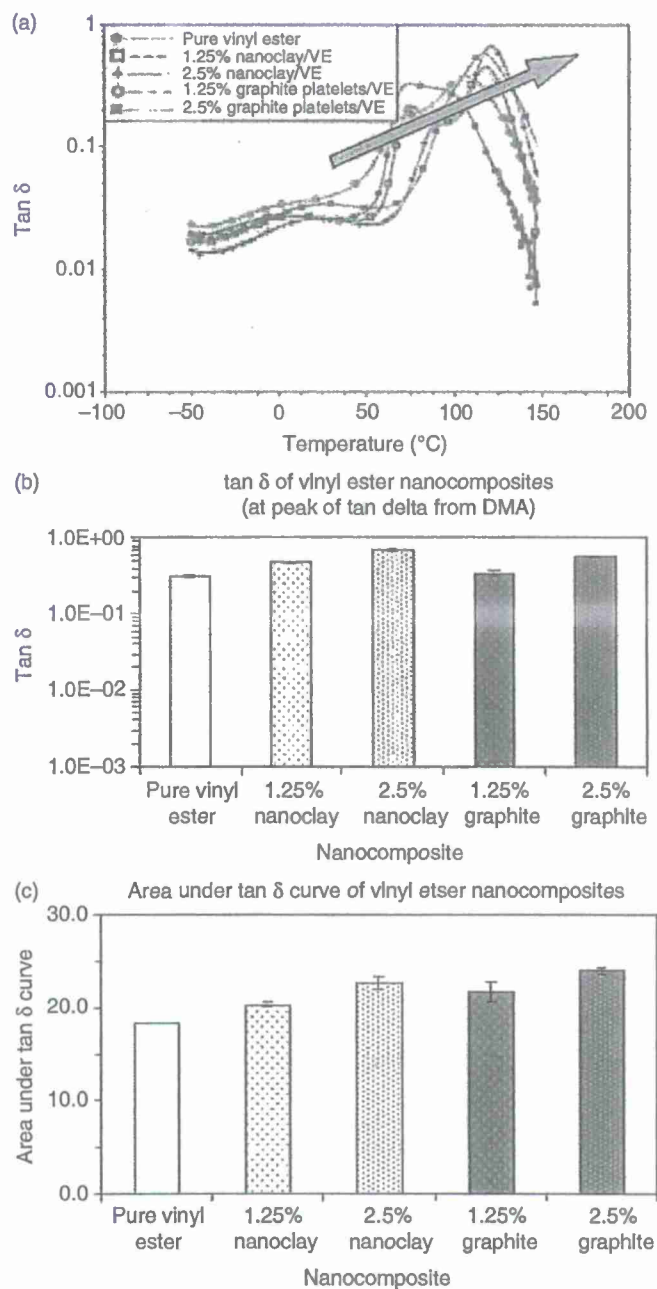 (a)
1
0.1
0.01
0.001
Tan δ
Pure vinyl ester
1.25% nanoclay/VE
2.5% nanoclay/VE
1.25% graphite platelets/VE
2.5% graphite platelets/VE
−100
−50
0
50
100
150
200
Temperature (°C)
(b)
tan δ of vinyl ester nanocomposites
(at peak of tan delta from DMA)
1.0E+00
1.0E−01
1.0E−02
1.0E−03
Tan δ
Pure vinyl ester
1.25% nanoclay
2.5% nanoclay
1.25% graphite
2.5% graphite
Nanocomposite
(c)
Area under tan δ curve of vinyl etser nanocomposites
30.0
20.0
10.0
0.0
Area under tan δ curve
Pure vinyl ester
1.25% nanoclay
2.5% nanoclay
1.25% graphite
2.5% graphite
Nanocomposite